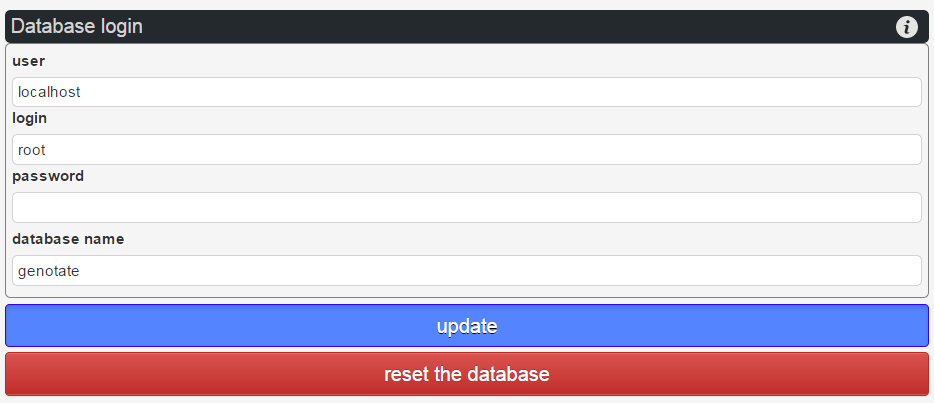 Database login
user
localhost
login
root
password
database name
genotate
update
reset the database